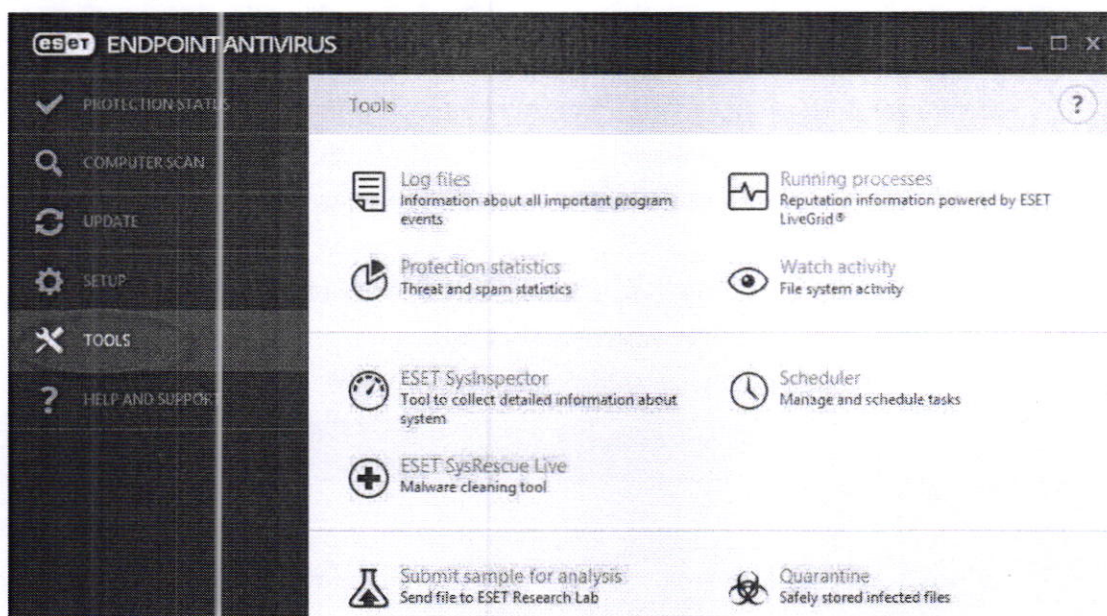 eset ENDPOINT ANTIVIRUS
PROTECTION STATUS
COMPUTER SCAN
UPDATE
SETUP
TOOLS
HELP AND SUPPORT
Tools
?
Log files
Information about all important program
events
Running processes
Reputation information powered by ESET
LiveGrid®
Protection statistics
Threat and spam statistics
Watch activity
File system activity
ESET SysInspector
Tool to collect detailed information about
system
Scheduler
Manage and schedule tasks
ESET SysRescue Live
Malware cleaning tool
Submit sample for analysis
Send file to ESET Research Lab
Quarantine
Safely stored infected files